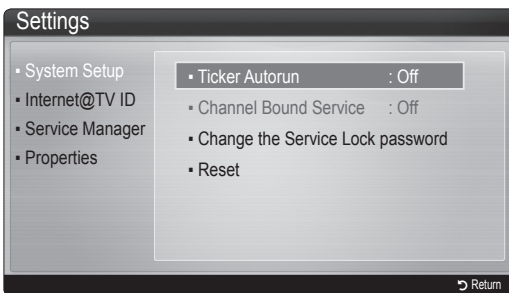 Settings
▪ System Setup
▪ Internet@TV ID
▪ Service Manager
▪ Properties
▪ Ticker Autorun : Off
▪ Channel Bound Service : Off
▪ Change the Service Lock password
▪ Reset
Return